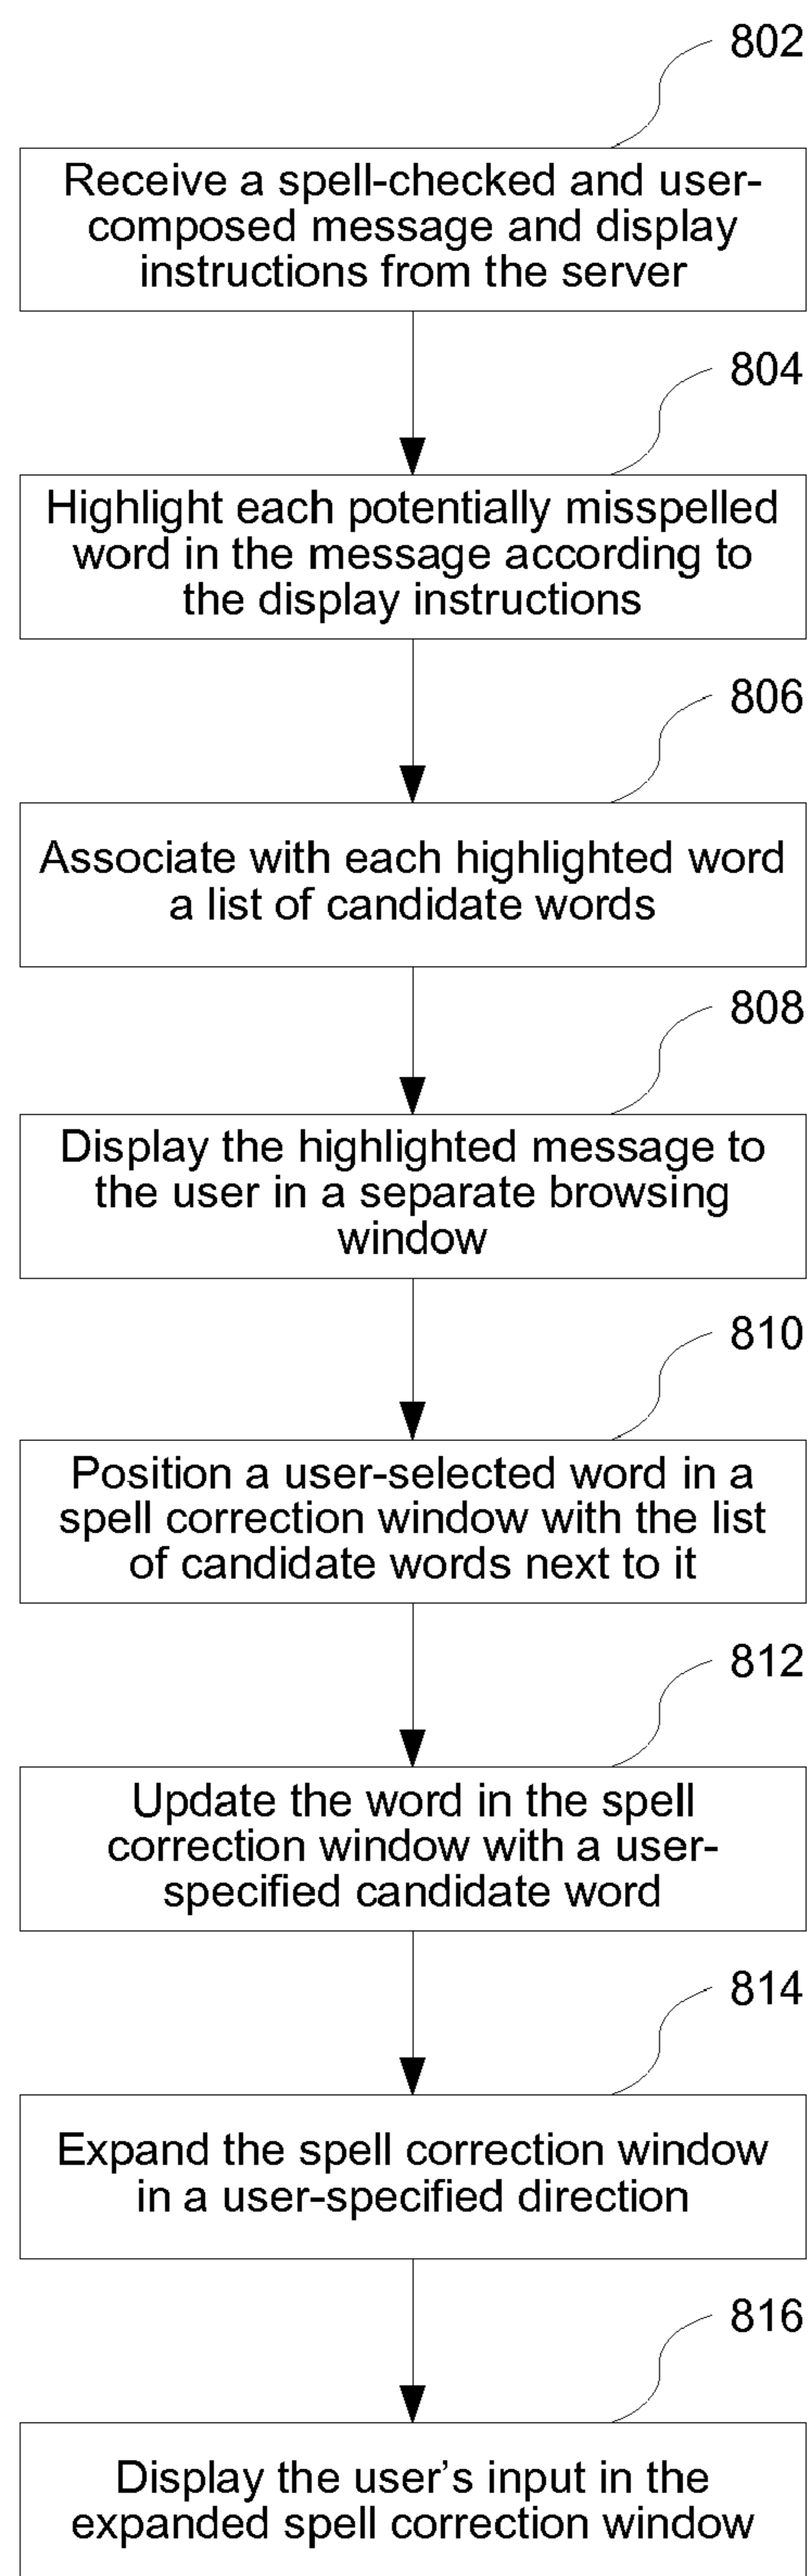 802
Receive a spell-checked and user-
composed message and display
instructions from the server
804
Highlight each potentially misspelled
word in the message according to
the display instructions
806
Associate with each highlighted word
a list of candidate words
808
Display the highlighted message to
the user in a separate browsing
window
810
Position a user-selected word in a
spell correction window with the list
of candidate words next to it
812
Update the word in the spell
correction window with a user-
specified candidate word
814
Expand the spell correction window
in a user-specified direction
816
Display the user’s input in the
expanded spell correction window